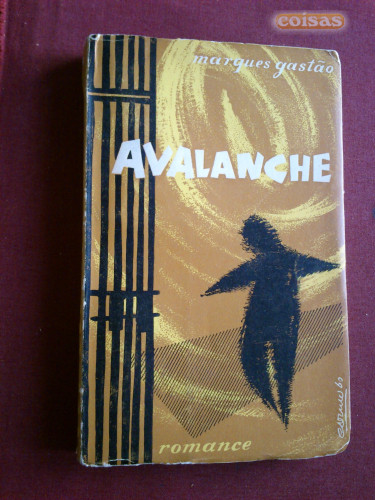 coisas
marques gastão
AVALANCHE
romance